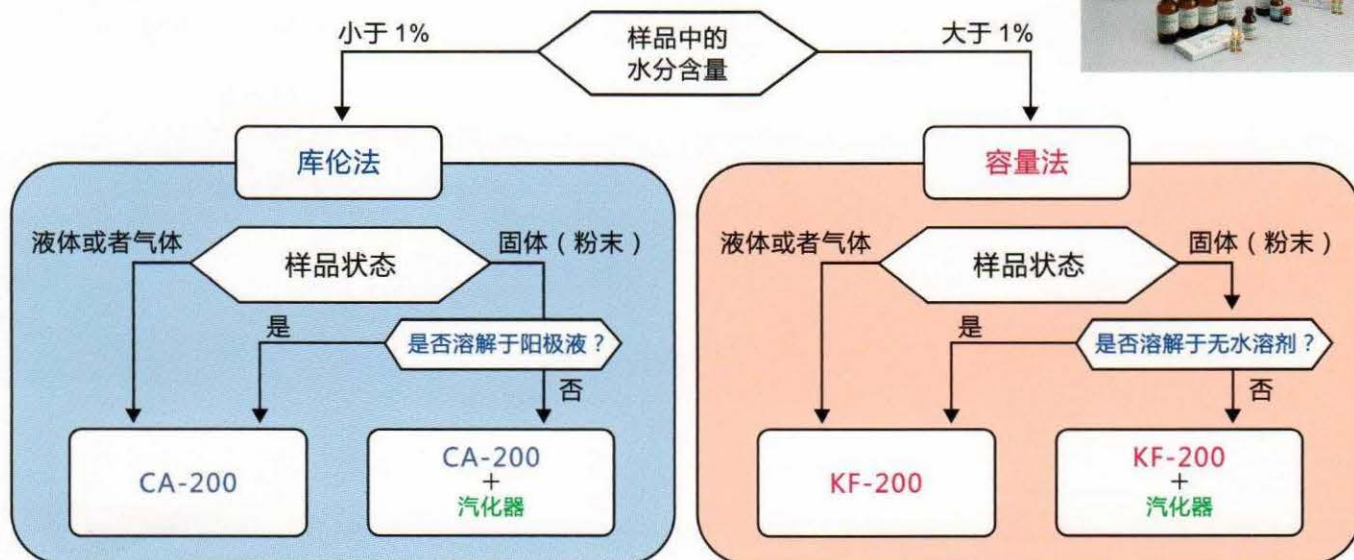 小于 1%
样品中的
水分含量
大于 1%
库伦法
液体或者气体
样品状态
固体（粉末）
是
是否溶解于阳极液？
否
CA-200
CA-200
+
汽化器
容量法
液体或者气体
样品状态
固体（粉末）
是
是否溶解于无水溶剂？
否
KF-200
KF-200
+
汽化器